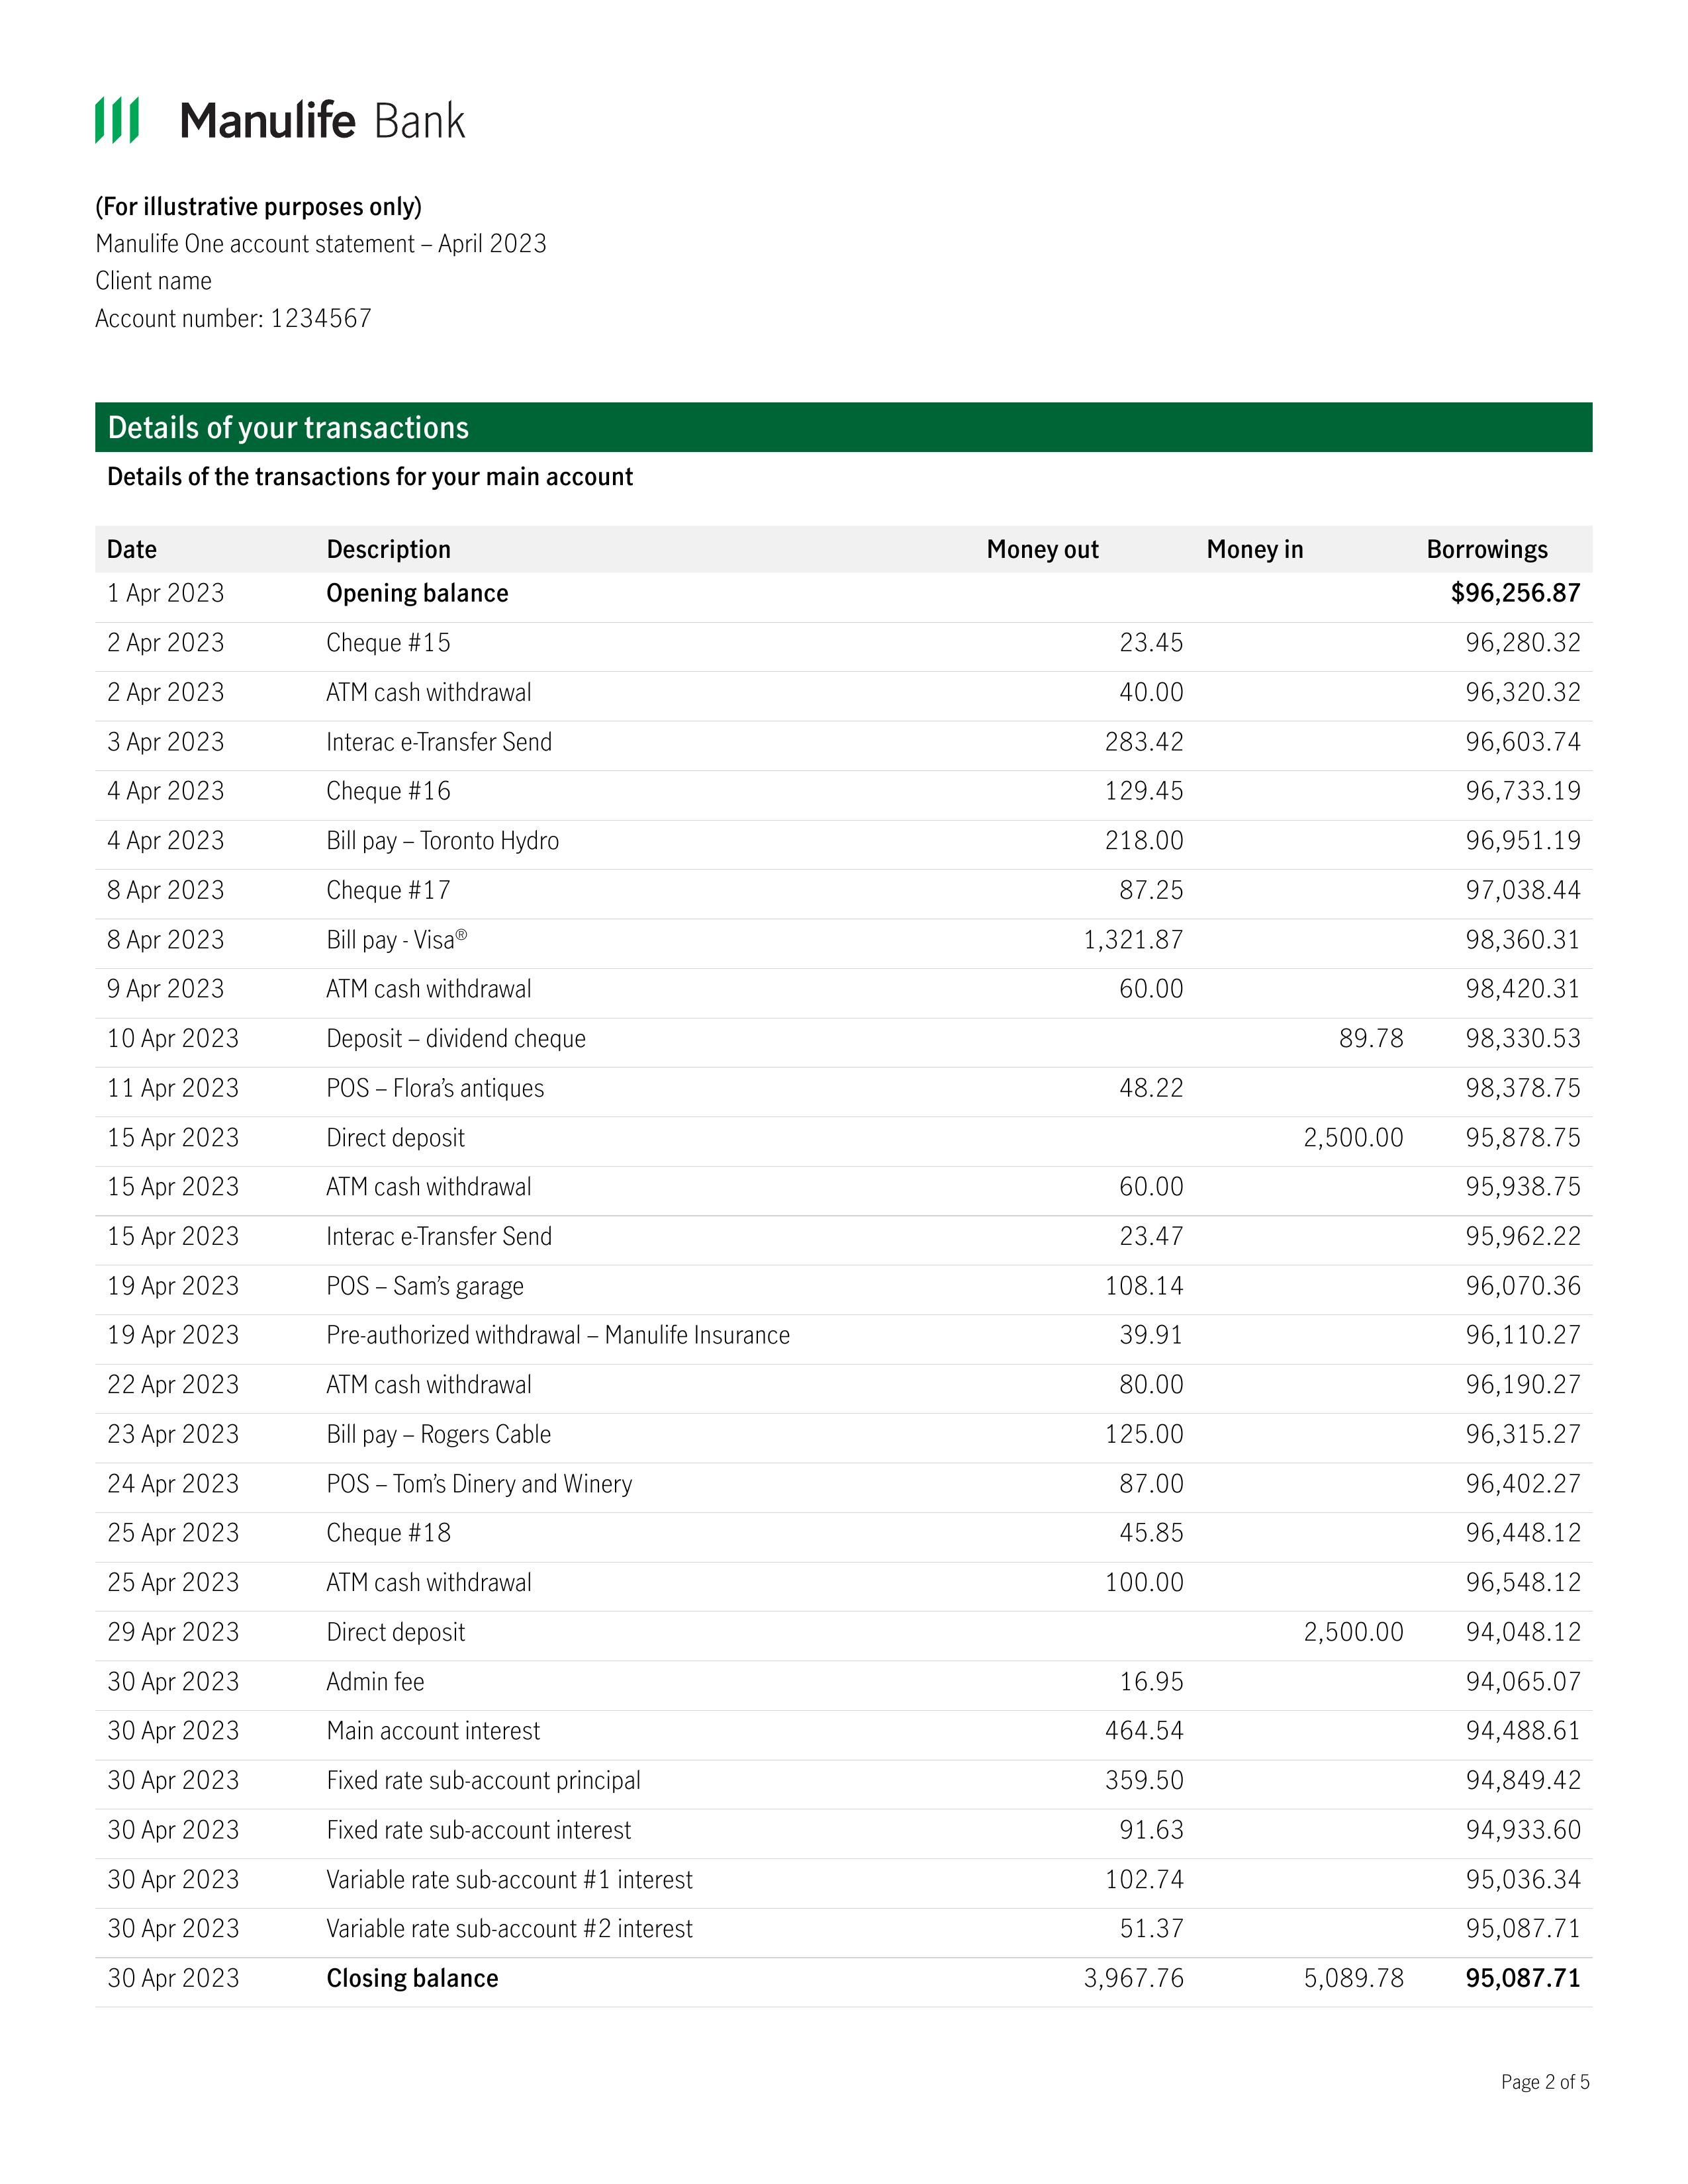 Manulife Bank
(For illustrative purposes only)
Manulife One account statement – April 2023
Client name
Account number: 1234567
Details of your transactions
Details of the transactions for your main account
Date Description Money out Money in Borrowings
1 Apr 2023 Opening balance $96,256.87
2 Apr 2023 Cheque #15 23.45 96,280.32
2 Apr 2023 ATM cash withdrawal 40.00 96,320.32
3 Apr 2023 Interac e-Transfer Send 283.42 96,603.74
4 Apr 2023 Cheque #16 129.45 96,733.19
4 Apr 2023 Bill pay – Toronto Hydro 218.00 96,951.19
8 Apr 2023 Cheque #17 87.25 97,038.44
8 Apr 2023 Bill pay - Visa® 1,321.87 98,360.31
9 Apr 2023 ATM cash withdrawal 60.00 98,420.31
10 Apr 2023 Deposit – dividend cheque 89.78 98,330.53
11 Apr 2023 POS – Flora’s antiques 48.22 98,378.75
15 Apr 2023 Direct deposit 2,500.00 95,878.75
15 Apr 2023 ATM cash withdrawal 60.00 95,938.75
15 Apr 2023 Interac e-Transfer Send 23.47 95,962.22
19 Apr 2023 POS – Sam’s garage 108.14 96,070.36
19 Apr 2023 Pre-authorized withdrawal – Manulife Insurance 39.91 96,110.27
22 Apr 2023 ATM cash withdrawal 80.00 96,190.27
23 Apr 2023 Bill pay – Rogers Cable 125.00 96,315.27
24 Apr 2023 POS – Tom’s Dinery and Winery 87.00 96,402.27
25 Apr 2023 Cheque #18 45.85 96,448.12
25 Apr 2023 ATM cash withdrawal 100.00 96,548.12
29 Apr 2023 Direct deposit 2,500.00 94,048.12
30 Apr 2023 Admin fee 16.95 94,065.07
30 Apr 2023 Main account interest 464.54 94,488.61
30 Apr 2023 Fixed rate sub-account principal 359.50 94,849.42
30 Apr 2023 Fixed rate sub-account interest 91.63 94,933.60
30 Apr 2023 Variable rate sub-account #1 interest 102.74 95,036.34
30 Apr 2023 Variable rate sub-account #2 interest 51.37 95,087.71
30 Apr 2023 Closing balance 3,967.76 5,089.78 95,087.71
Page 2 of 5